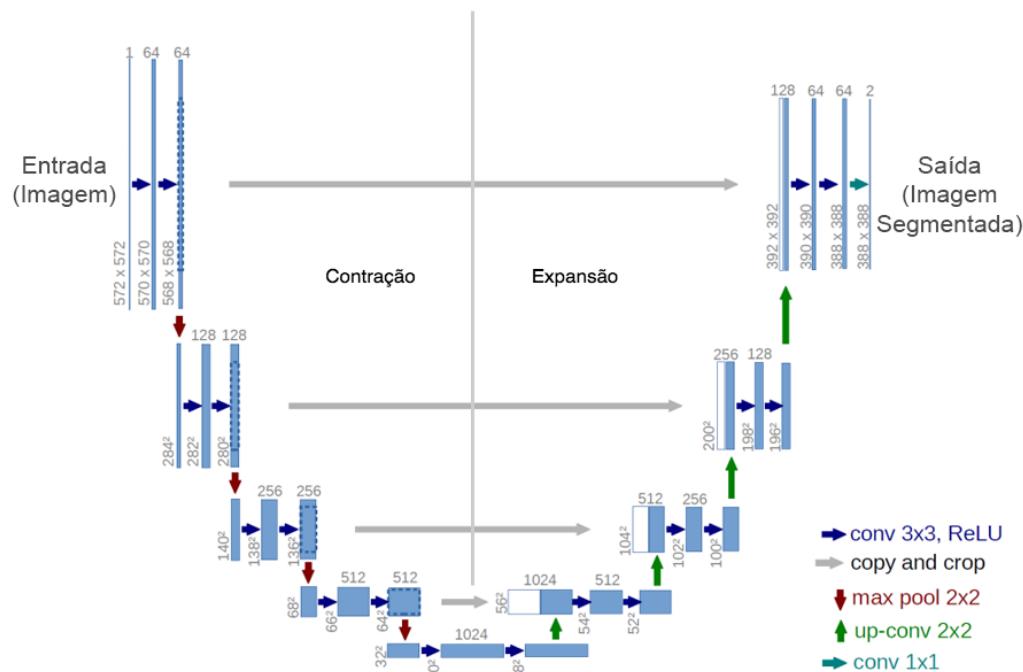 1 64 64
128 64 64 2
Entrada
(Imagem)
Saída
(Imagem
Segmentada)
572 x 572
570 x 570
568 x 568
392 x 392
390 x 390
388 x 388
388 x 388
Contração
Expansão
128 128
256 128
284²
282²
280²
200²
198²
196²
256 256
512 256
140²
138²
136²
104²
102²
100²
512 512
1024 512
68²
66²
64²
56²
54²
52²
1024
32²
0²
8²
conv 3x3, ReLU
copy and crop
max pool 2x2
up-conv 2x2
conv 1x1